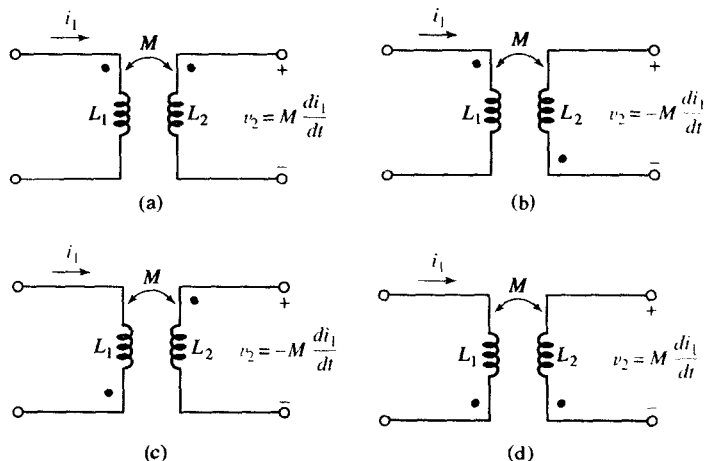 i₁
M
L₁ L₂
+
v₂ = M di₁/dt
−
(a)
i₁
M
L₁ L₂
+
v₂ = −M di₁/dt
−
(b)
i₁
M
L₁ L₂
+
v₂ = −M di₁/dt
−
(c)
i₁
M
L₁ L₂
+
v₂ = M di₁/dt
−
(d)